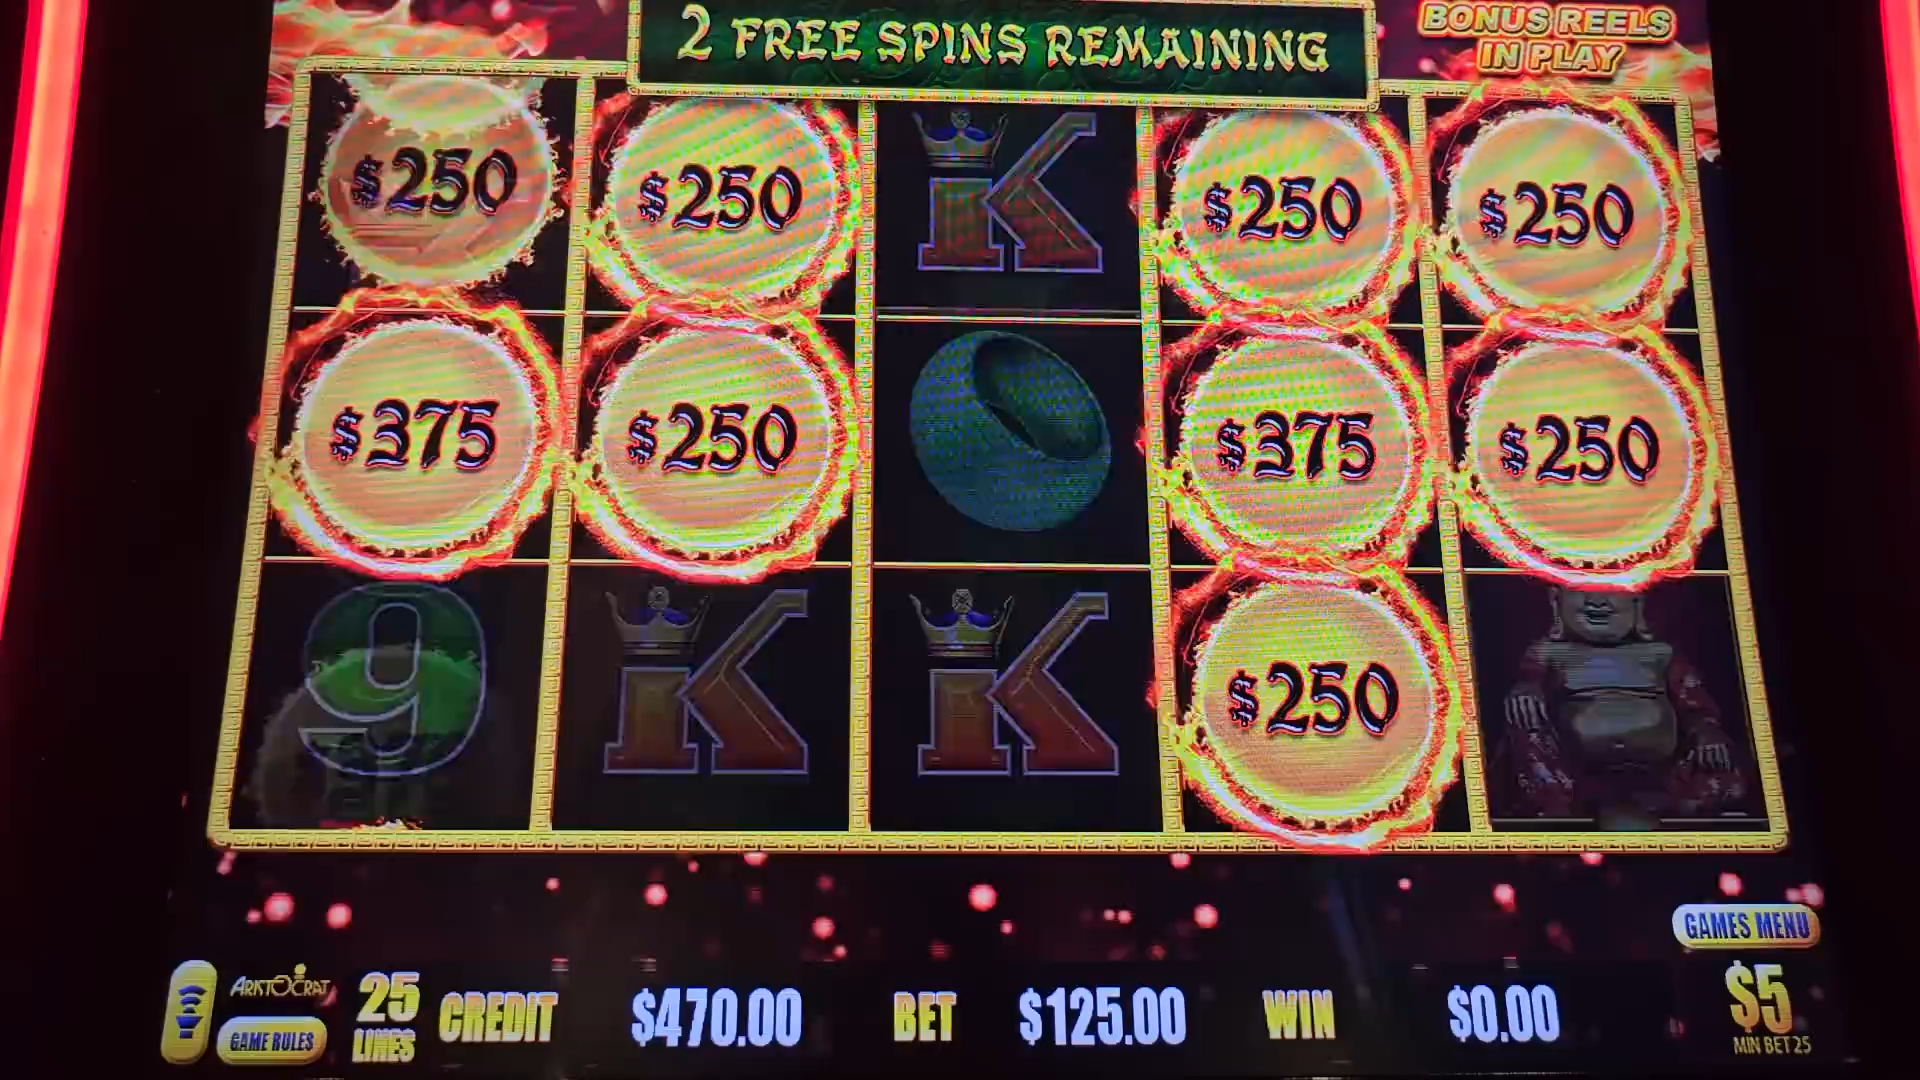 2 FREE SPINS REMAINING
BONUS REELS
IN PLAY
$250
$250
K
$250
$250
$375
$250
$375
$250
9
K
K
$250
ARISTOCRAT
GAME RULES
25
LINES
CREDIT $470.00 BET $125.00 WIN $0.00
GAMES MENU
$5
MIN BET 25